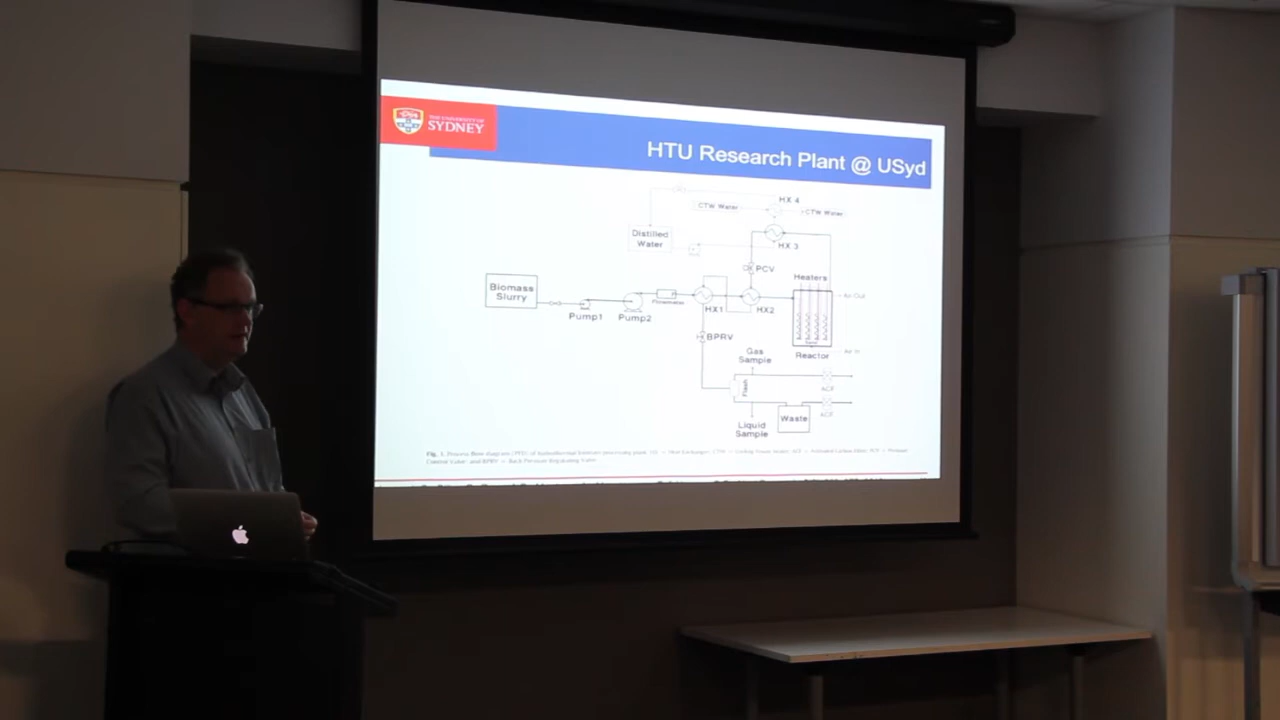 THE UNIVERSITY OF
SYDNEY
HTU Research Plant @ USyd
HX 4
CTW Water
CTW Water
Distilled
Water
HX 3
PCV
Heaters
Biomass
Slurry
Air Out
Flowmeter
Pump1
Pump2
HX1
HX2
BPRV
Reactor
Air In
Gas
Sample
Flash
ACF
Waste
ACF
Liquid
Sample